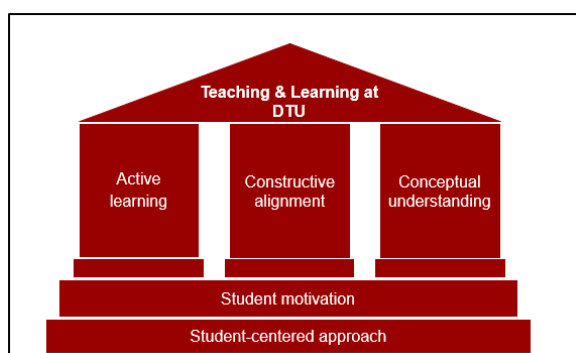 Teaching & Learning at
DTU
Active
learning
Constructive
alignment
Conceptual
understanding
Student motivation
Student-centered approach